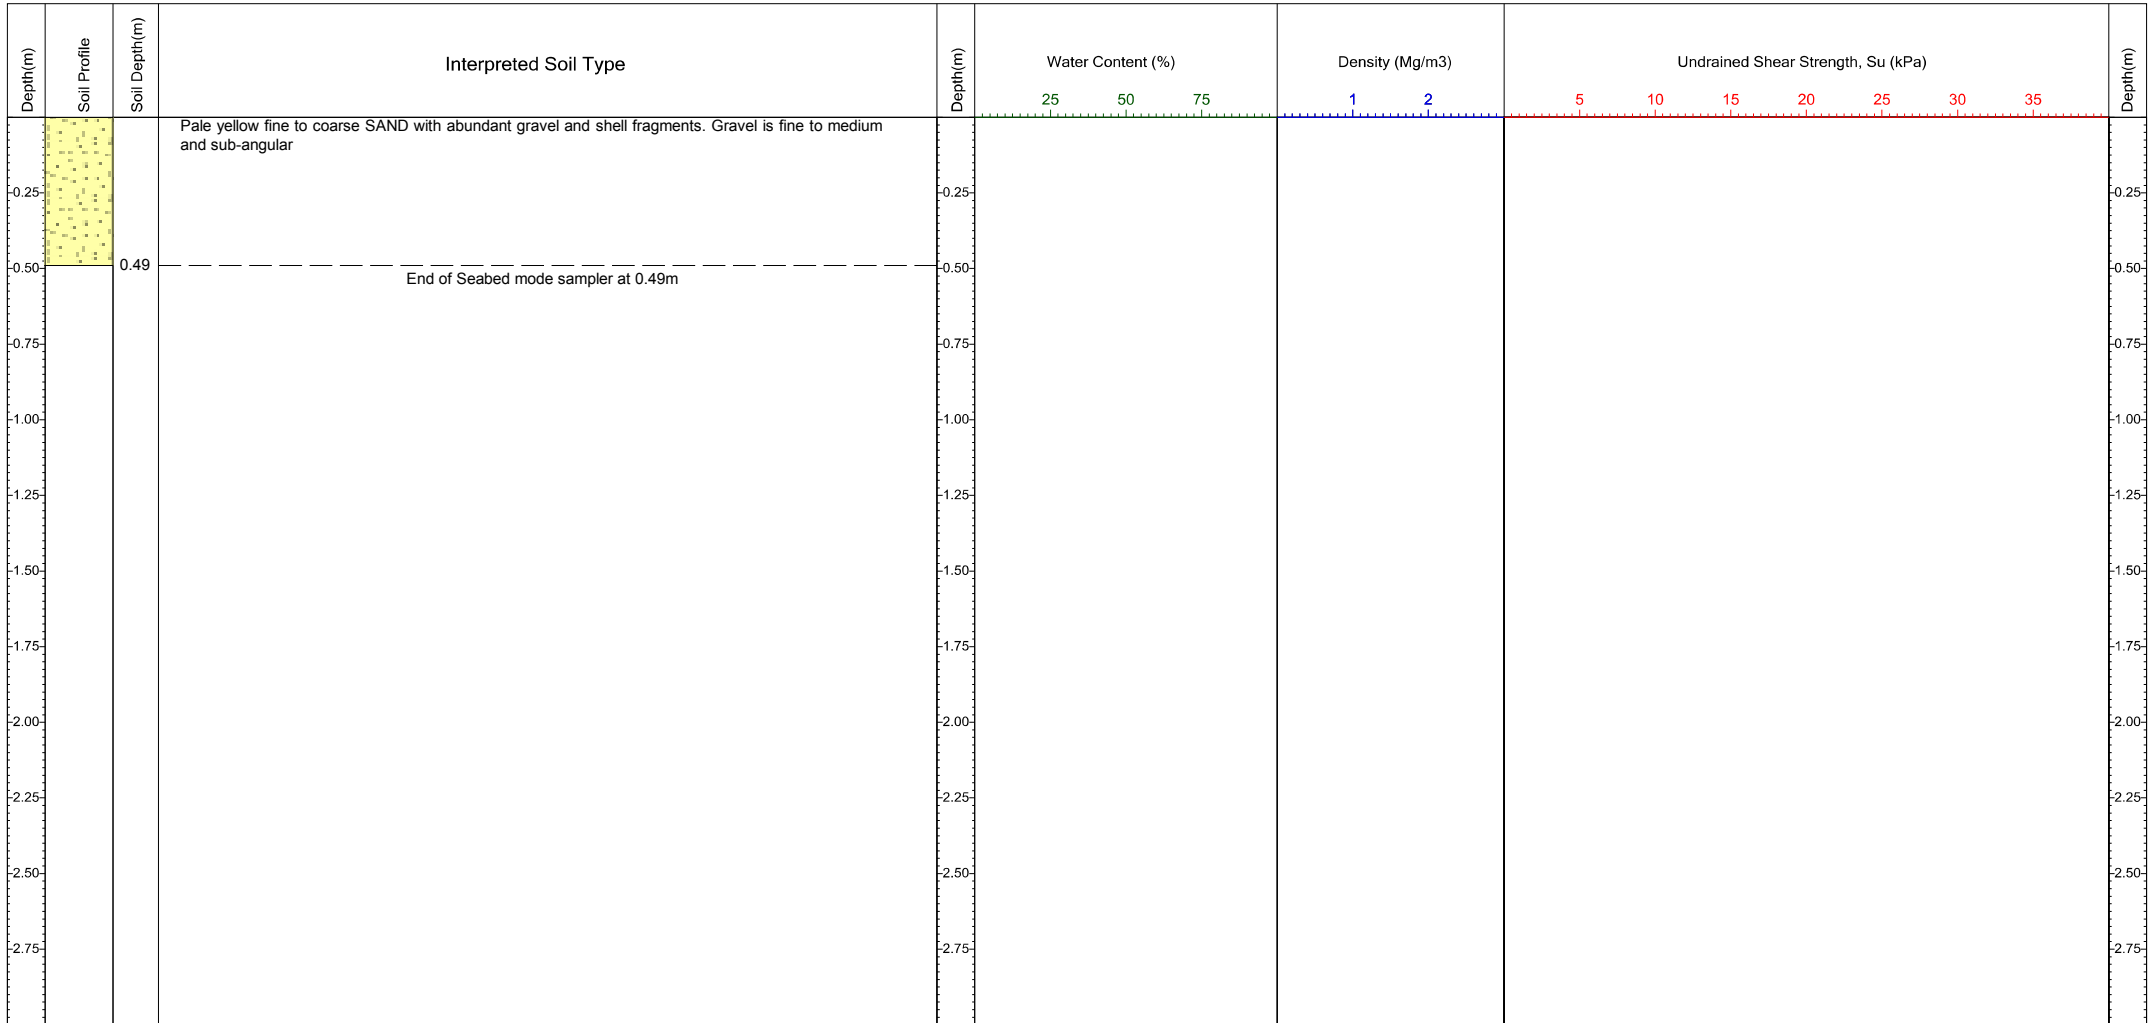 Depth(m)
Soil Profile
Soil Depth(m)
Interpreted Soil Type
Depth(m)
Water Content (%)
25 50 75
Density (Mg/m3)
1 2
Undrained Shear Strength, Su (kPa)
5 10 15 20 25 30 35
Depth(m)
Pale yellow fine to coarse SAND with abundant gravel and shell fragments. Gravel is fine to medium
and sub-angular
0.25 0.25 0.25
0.49
0.50 0.50 0.50
End of Seabed mode sampler at 0.49m
0.75 0.75 0.75
1.00 1.00 1.00
1.25 1.25 1.25
1.50 1.50 1.50
1.75 1.75 1.75
2.00 2.00 2.00
2.25 2.25 2.25
2.50 2.50 2.50
2.75 2.75 2.75